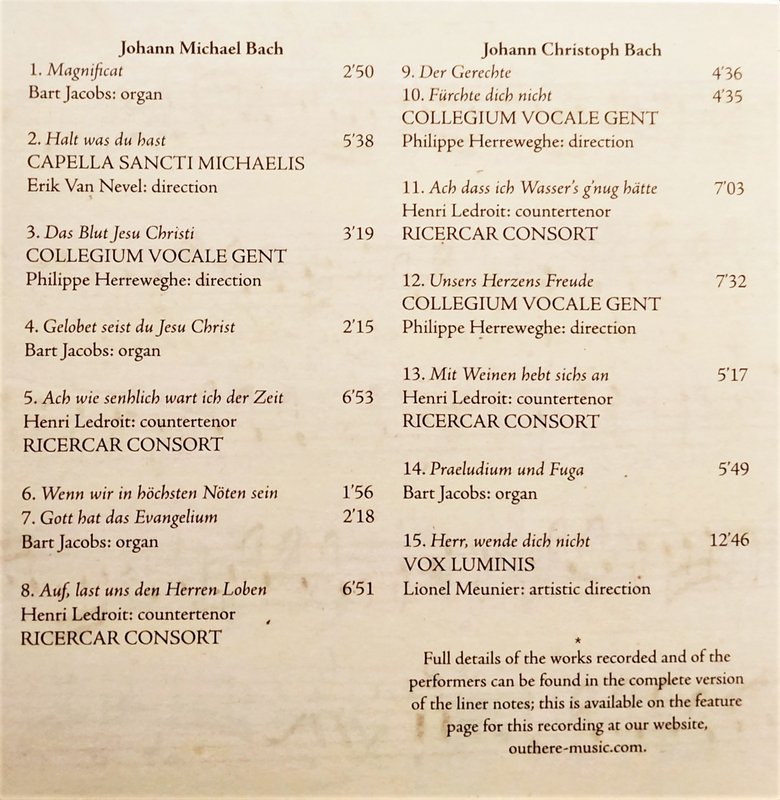 Johann Michael Bach
1. Magnificat 2'50
Bart Jacobs: organ
2. Halt was du hast 5'38
CAPELLA SANCTI MICHAELIS
Erik Van Nevel: direction
3. Das Blut Jesu Christi 3'19
COLLEGIUM VOCALE GENT
Philippe Herreweghe: direction
4. Gelobet seist du Jesu Christ 2'15
Bart Jacobs: organ
5. Ach wie senhlich wart ich der Zeit 6'53
Henri Ledroit: countertenor
RICERCAR CONSORT
6. Wenn wir in höchsten Nöten sein 1'56
7. Gott hat das Evangelium 2'18
Bart Jacobs: organ
8. Auf, last uns den Herren Loben 6'51
Henri Ledroit: countertenor
RICERCAR CONSORT
Johann Christoph Bach
9. Der Gerechte 4'36
10. Fürchte dich nicht 4'35
COLLEGIUM VOCALE GENT
Philippe Herreweghe: direction
11. Ach dass ich Wasser's g'nug hätte 7'03
Henri Ledroit: countertenor
RICERCAR CONSORT
12. Unsers Herzens Freude 7'32
COLLEGIUM VOCALE GENT
Philippe Herreweghe: direction
13. Mit Weinen hebt sichs an 5'17
Henri Ledroit: countertenor
RICERCAR CONSORT
14. Praeludium und Fuga 5'49
Bart Jacobs: organ
15. Herr, wende dich nicht 12'46
VOX LUMINIS
Lionel Meunier: artistic direction
*
Full details of the works recorded and of the
performers can be found in the complete version
of the liner notes; this is available on the feature
page for this recording at our website,
outhere-music.com.